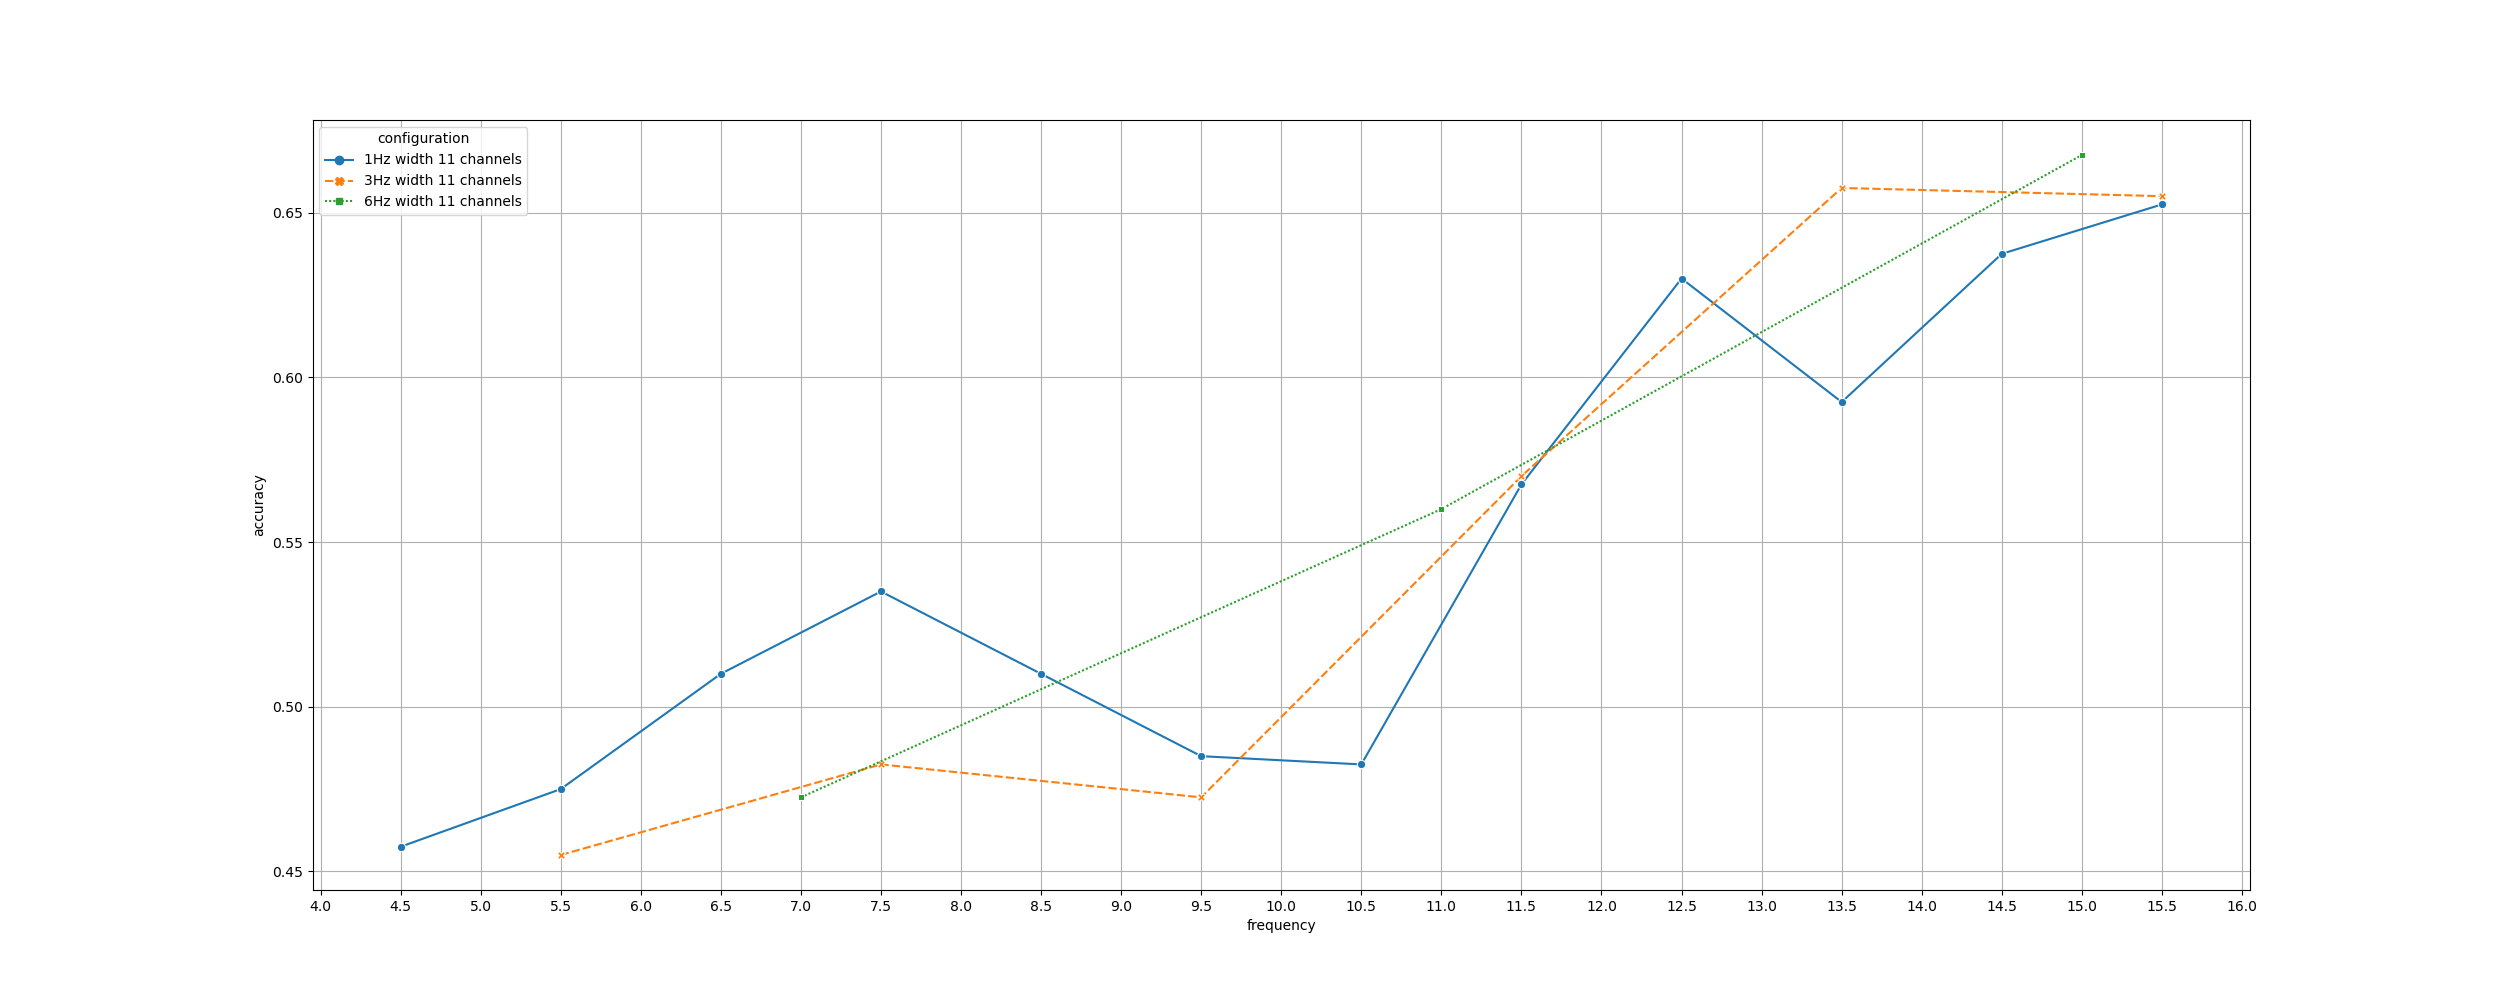 configuration
1Hz width 11 channels
3Hz width 11 channels
6Hz width 11 channels
0.65
0.60
0.55
0.50
0.45
accuracy
4.0 4.5 5.0 5.5 6.0 6.5 7.0 7.5 8.0 8.5 9.0 9.5 10.0 10.5 11.0 11.5 12.0 12.5 13.0 13.5 14.0 14.5 15.0 15.5 16.0
frequency